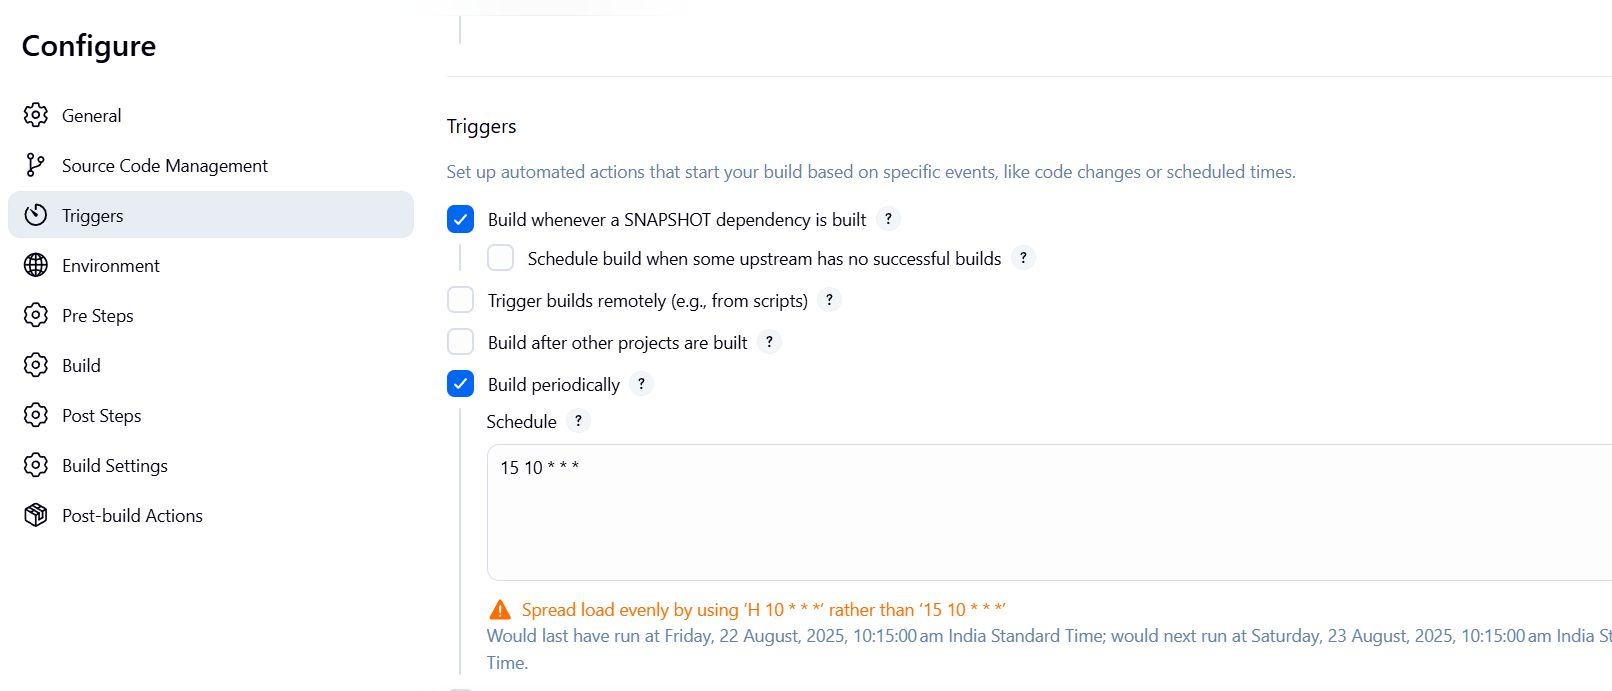 Configure
General
Source Code Management
Triggers
Environment
Pre Steps
Build
Post Steps
Build Settings
Post-build Actions
Triggers
Set up automated actions that start your build based on specific events, like code changes or scheduled times.
Build whenever a SNAPSHOT dependency is built ?
Schedule build when some upstream has no successful builds ?
Trigger builds remotely (e.g., from scripts) ?
Build after other projects are built ?
Build periodically ?
Schedule ?
15 10 * * *
Spread load evenly by using ‘H 10 * * *’ rather than ‘15 10 * * *’
Would last have run at Friday, 22 August, 2025, 10:15:00 am India Standard Time; would next run at Saturday, 23 August, 2025, 10:15:00 am India
Time.